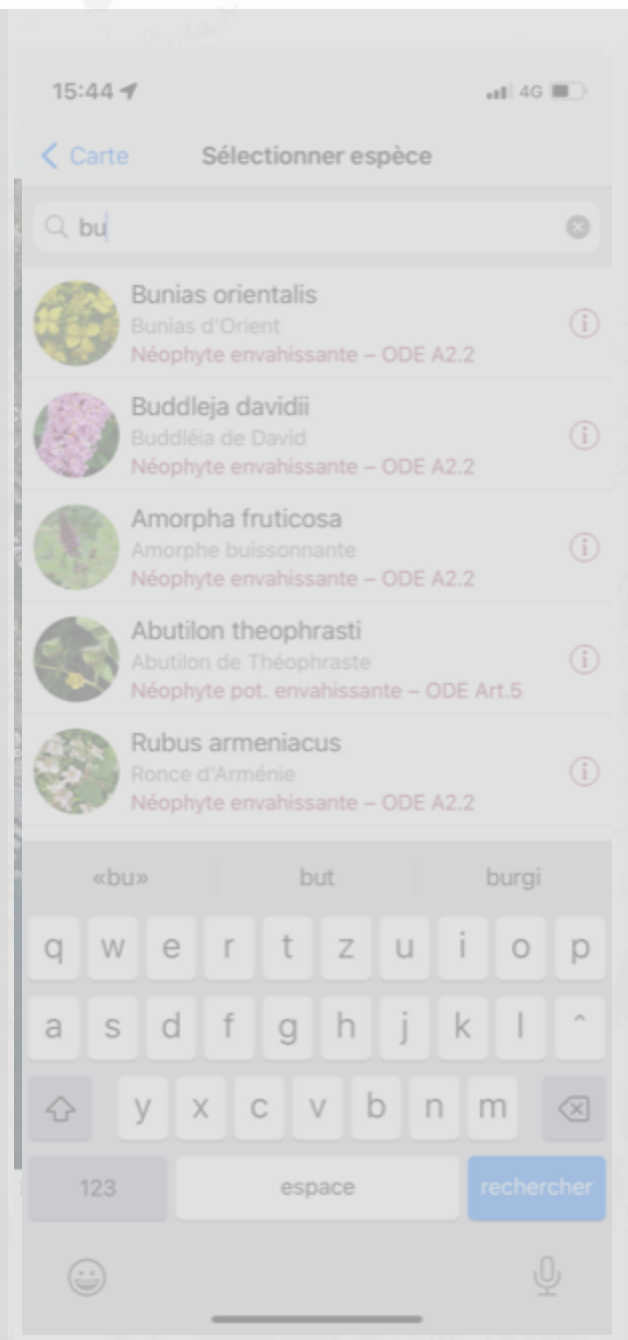 15:44 4G
Carte Sélectionner espèce
bu
Bunias orientalis
Bunias d'Orient
Néophyte envahissante – ODE A2.2
Buddleja davidii
Buddléia de David
Néophyte envahissante – ODE A2.2
Amorpha fruticosa
Amorphe buissonnante
Néophyte envahissante – ODE A2.2
Abutilon theophrasti
Abutilon de Théophraste
Néophyte pot. envahissante – ODE Art.5
Rubus armeniacus
Ronce d'Arménie
Néophyte envahissante – ODE A2.2
«bu» but burgi
q w e r t z u i o p
a s d f g h j k l ^
y x c v b n m
123 espace rechercher